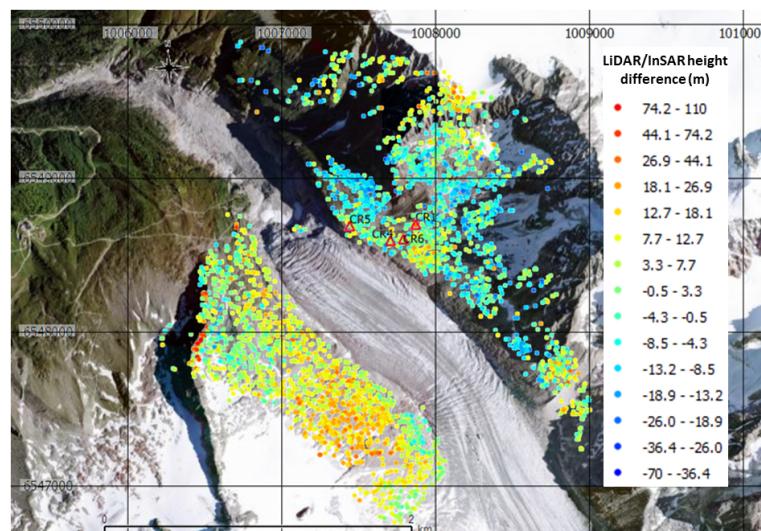 6550000
1006000
1007000
1008000
1009000
101000
LiDAR/InSAR height
difference (m)
74.2 - 110
44.1 - 74.2
26.9 - 44.1
18.1 - 26.9
12.7 - 18.1
7.7 - 12.7
3.3 - 7.7
-0.5 - 3.3
-4.3 - -0.5
-8.5 - -4.3
-13.2 - -8.5
-18.9 - -13.2
-26.0 - -18.9
-36.4 - -26.0
-70 - -36.4
6549000
CR5
CR1
CR4
CR6
6548000
6547000
0
2
km